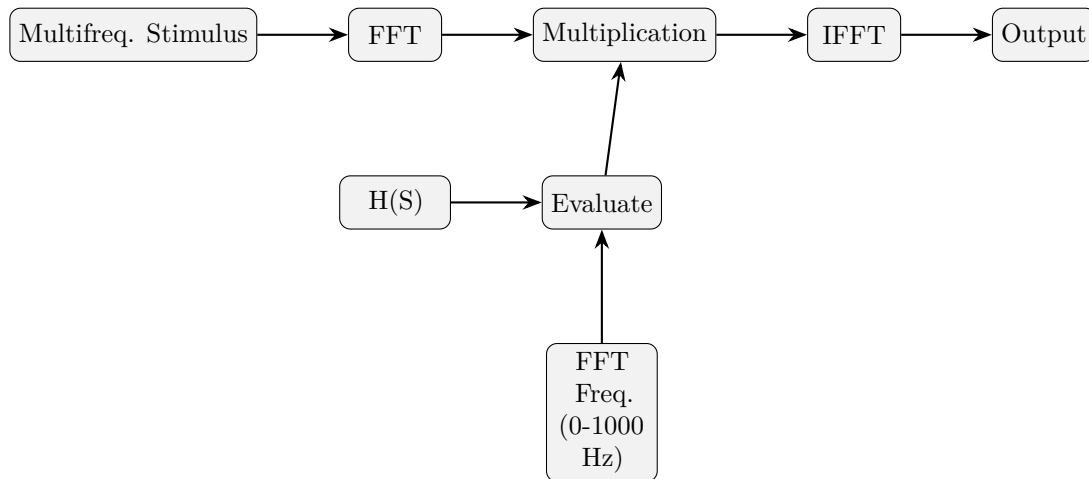 Multifreq. Stimulus
FFT
Multiplication
IFFT
Output
H(S)
Evaluate
FFT
Freq.
(0-1000
Hz)